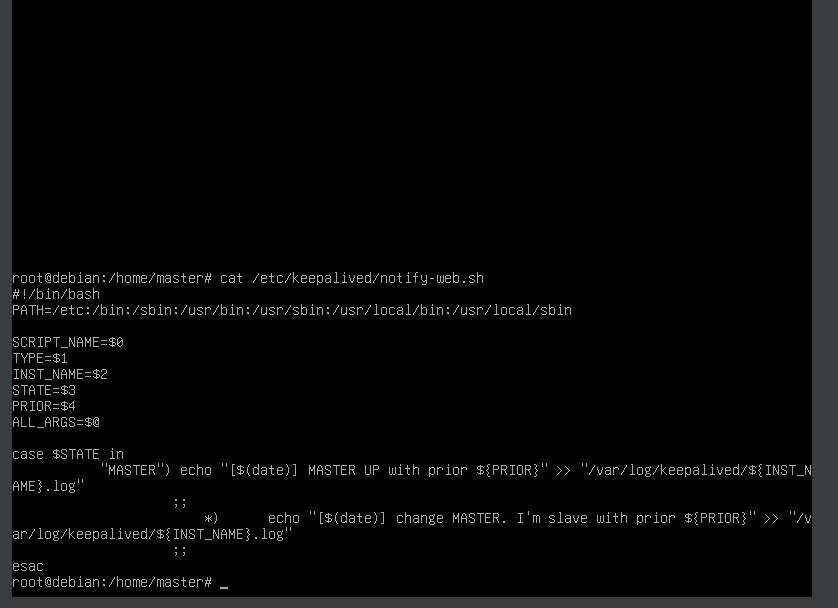 root@debian:/home/master# cat /etc/keepalived/notify-web.sh
#!/bin/bash
PATH=/etc:/bin:/sbin:/usr/bin:/usr/sbin:/usr/local/bin:/usr/local/sbin
SCRIPT_NAME=$0
TYPE=$1
INST_NAME=$2
STATE=$3
PRIOR=$4
ALL_ARGS=$@
case $STATE in
"MASTER") echo "[$(date)] MASTER UP with prior ${PRIOR}" >> "/var/log/keepalived/${INST_N
AME}.log"
;;
*) echo "[$(date)] change MASTER. I'm slave with prior ${PRIOR}" >> "/v
ar/log/keepalived/${INST_NAME}.log"
;;
esac
root@debian:/home/master# _